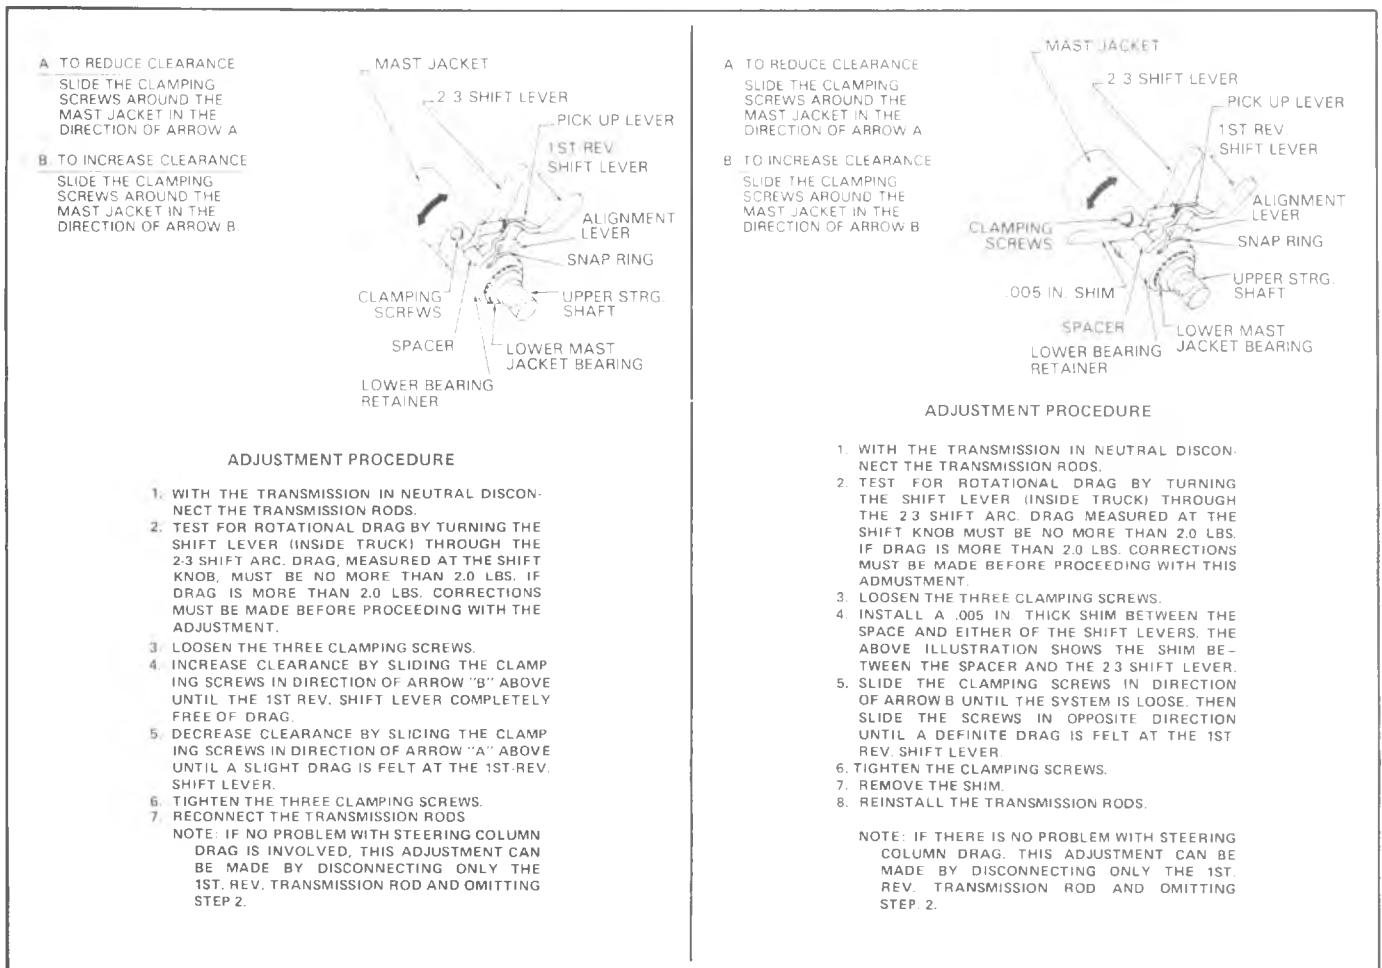 A TO REDUCE CLEARANCE
SLIDE THE CLAMPING
SCREWS AROUND THE
MAST JACKET IN THE
DIRECTION OF ARROW A
B. TO INCREASE CLEARANCE
SLIDE THE CLAMPING
SCREWS AROUND THE
MAST JACKET IN THE
DIRECTION OF ARROW B.
MAST JACKET
2 3 SHIFT LEVER
PICK UP LEVER
1ST-REV.
SHIFT LEVER
ALIGNMENT
LEVER
SNAP RING
CLAMPING
SCREWS
UPPER STRG.
SHAFT
SPACER
LOWER MAST
JACKET BEARING
LOWER BEARING
RETAINER
ADJUSTMENT PROCEDURE
1. WITH THE TRANSMISSION IN NEUTRAL DISCON-
NECT THE TRANSMISSION RODS.
2. TEST FOR ROTATIONAL DRAG BY TURNING THE
SHIFT LEVER (INSIDE TRUCK) THROUGH THE
2-3 SHIFT ARC. DRAG, MEASURED AT THE SHIFT
KNOB, MUST BE NO MORE THAN 2.0 LBS. IF
DRAG IS MORE THAN 2.0 LBS. CORRECTIONS
MUST BE MADE BEFORE PROCEEDING WITH THE
ADJUSTMENT.
3. LOOSEN THE THREE CLAMPING SCREWS.
4. INCREASE CLEARANCE BY SLIDING THE CLAMP
ING SCREWS IN DIRECTION OF ARROW "B" ABOVE
UNTIL THE 1ST REV. SHIFT LEVER COMPLETELY
FREE OF DRAG.
5. DECREASE CLEARANCE BY SLIDING THE CLAMP
ING SCREWS IN DIRECTION OF ARROW "A" ABOVE
UNTIL A SLIGHT DRAG IS FELT AT THE 1ST-REV.
SHIFT LEVER.
6. TIGHTEN THE THREE CLAMPING SCREWS.
7. RECONNECT THE TRANSMISSION RODS
NOTE: IF NO PROBLEM WITH STEERING COLUMN
DRAG IS INVOLVED, THIS ADJUSTMENT CAN
BE MADE BY DISCONNECTING ONLY THE
1ST. REV. TRANSMISSION ROD AND OMITTING
STEP 2.
A TO REDUCE CLEARANCE
SLIDE THE CLAMPING
SCREWS AROUND THE
MAST JACKET IN THE
DIRECTION OF ARROW A
B TO INCREASE CLEARANCE
SLIDE THE CLAMPING
SCREWS AROUND THE
MAST JACKET IN THE
DIRECTION OF ARROW B
MAST JACKET
2 3 SHIFT LEVER
PICK UP LEVER
1ST REV.
SHIFT LEVER
ALIGNMENT
LEVER
CLAMPING
SCREWS
SNAP RING
UPPER STRG.
SHAFT
.005 IN. SHIM
SPACER
LOWER MAST
JACKET BEARING
LOWER BEARING
RETAINER
ADJUSTMENT PROCEDURE
1. WITH THE TRANSMISSION IN NEUTRAL DISCON-
NECT THE TRANSMISSION RODS.
2. TEST FOR ROTATIONAL DRAG BY TURNING
THE SHIFT LEVER (INSIDE TRUCK) THROUGH
THE 2 3 SHIFT ARC. DRAG MEASURED AT THE
SHIFT KNOB MUST BE NO MORE THAN 2.0 LBS.
IF DRAG IS MORE THAN 2.0 LBS. CORRECTIONS
MUST BE MADE BEFORE PROCEEDING WITH THIS
ADMUSTMENT.
3. LOOSEN THE THREE CLAMPING SCREWS.
4. INSTALL A .005 IN. THICK SHIM BETWEEN THE
SPACE AND EITHER OF THE SHIFT LEVERS. THE
ABOVE ILLUSTRATION SHOWS THE SHIM BE-
TWEEN THE SPACER AND THE 2 3 SHIFT LEVER.
5. SLIDE THE CLAMPING SCREWS IN DIRECTION
OF ARROW B UNTIL THE SYSTEM IS LOOSE. THEN
SLIDE THE SCREWS IN OPPOSITE DIRECTION
UNTIL A DEFINITE DRAG IS FELT AT THE 1ST
REV. SHIFT LEVER.
6. TIGHTEN THE CLAMPING SCREWS.
7. REMOVE THE SHIM.
8. REINSTALL THE TRANSMISSION RODS.
NOTE: IF THERE IS NO PROBLEM WITH STEERING
COLUMN DRAG. THIS ADJUSTMENT CAN BE
MADE BY DISCONNECTING ONLY THE 1ST.
REV. TRANSMISSION ROD AND OMITTING
STEP. 2.